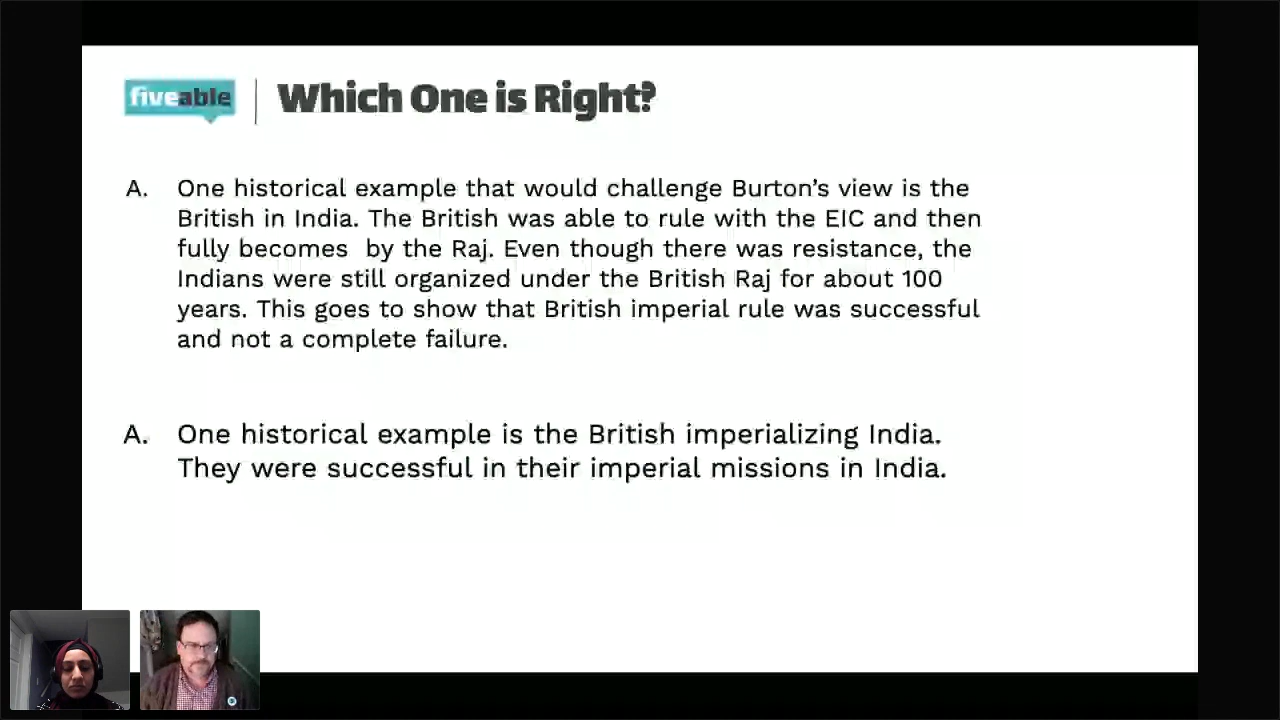 fiveable
Which One is Right?
A. One historical example that would challenge Burton's view is the
British in India. The British was able to rule with the EIC and then
fully becomes by the Raj. Even though there was resistance, the
Indians were still organized under the British Raj for about 100
years. This goes to show that British imperial rule was successful
and not a complete failure.
A. One historical example is the British imperializing India.
They were successful in their imperial missions in India.